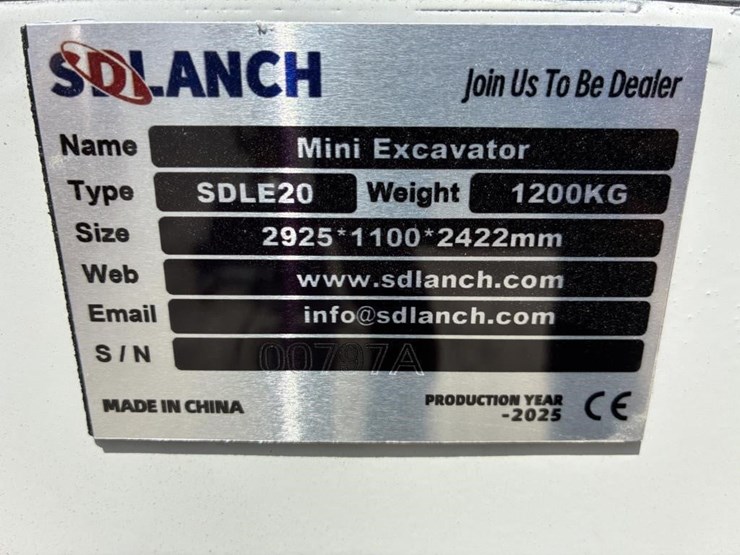 SDLANCH
Join Us To Be Dealer
Name Mini Excavator
Type SDLE20 Weight 1200KG
Size 2925*1100*2422mm
Web www.sdlanch.com
Email info@sdlanch.com
S/N 00797A
MADE IN CHINA
PRODUCTION YEAR
-2025
CE